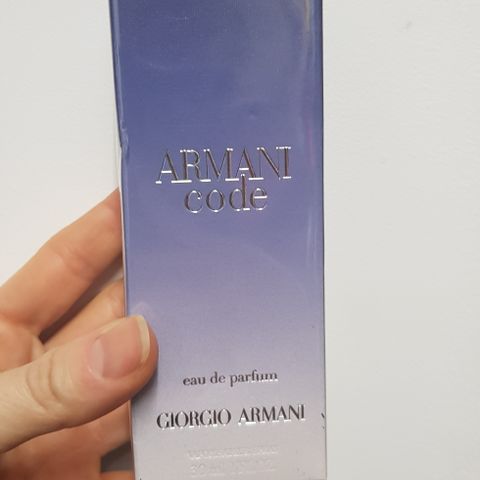 ARMANI
code
eau de parfum
GIORGIO ARMANI